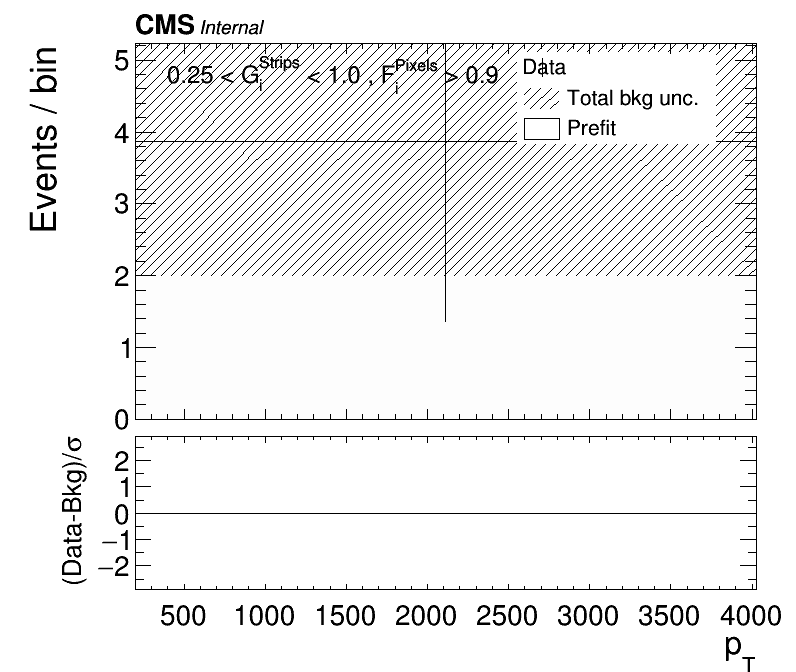 CMS Internal
0.25 < G_i^Strips < 1.0 , F_i^Pixels > 0.9
Data
Total bkg unc.
Prefit
Events / bin
5
4
3
2
1
0
(Data-Bkg)/σ
2
1
0
−1
−2
500 1000 1500 2000 2500 3000 3500 4000
p_T